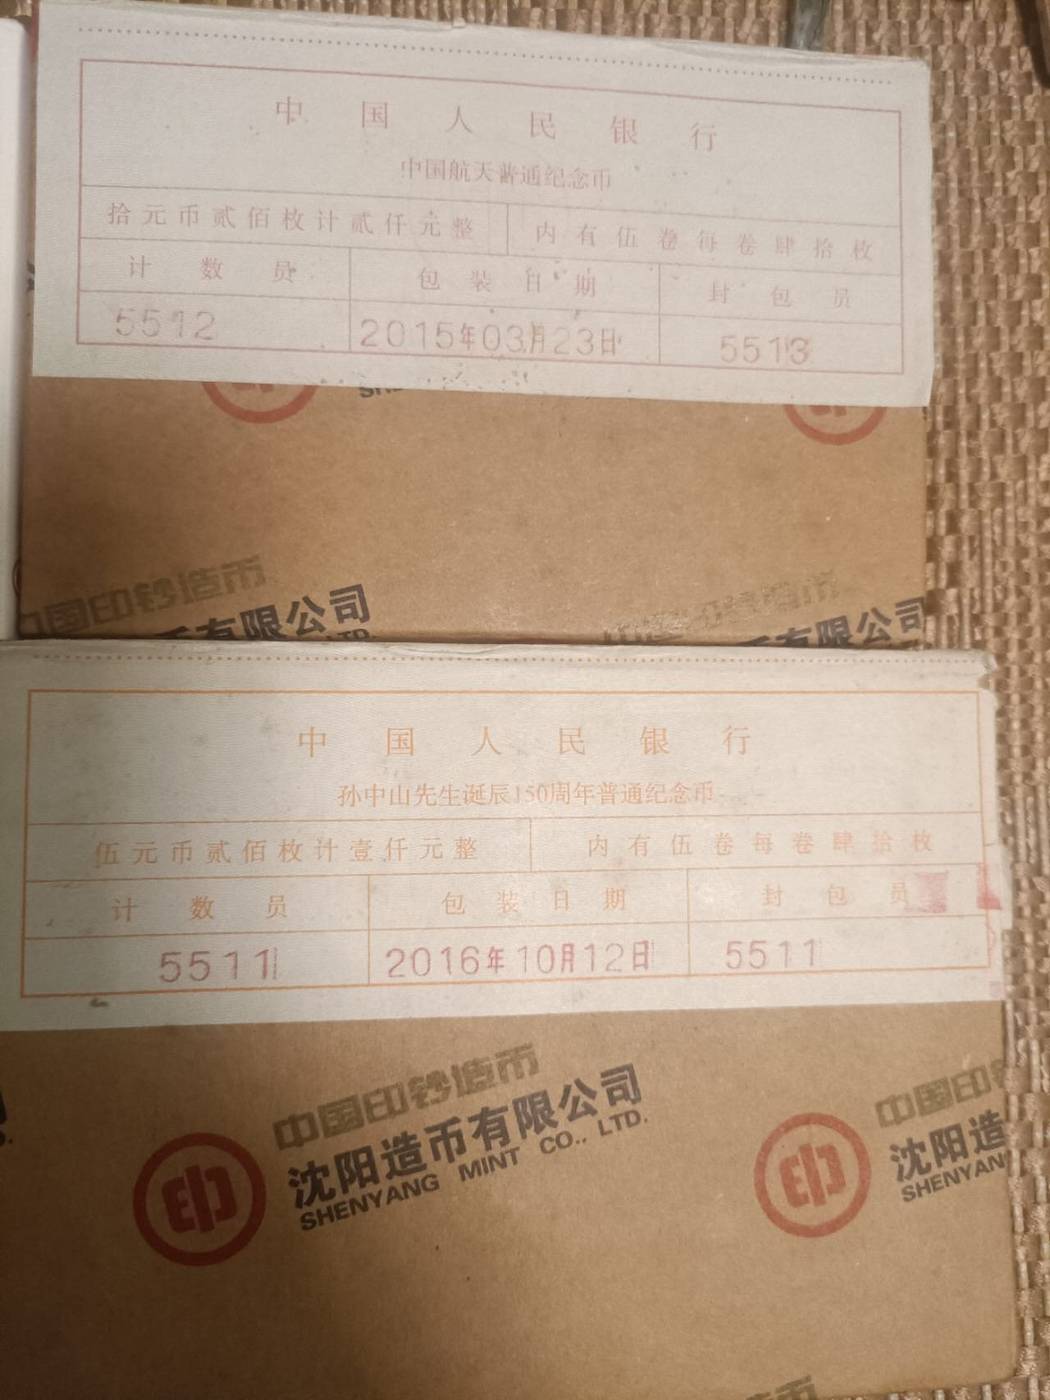 中国人民银行
中国航天普通纪念币
拾元币贰佰枚计贰仟元整 内有伍卷每卷肆拾枚
计数员 包装日期 封包员
5512 2015年03月23日 5513
中国印钞造币
币有限公司
LTD.
币有限公司
中国人民银行
孙中山先生诞辰150周年普通纪念币
伍元币贰佰枚计壹仟元整 内有伍卷每卷肆拾枚
计数员 包装日期 封包员
5511 2016年10月12日 5511
中国印钞造币
沈阳造币有限公司
SHENYANG MINT CO., LTD.
中国印
沈阳造
SHENYANG